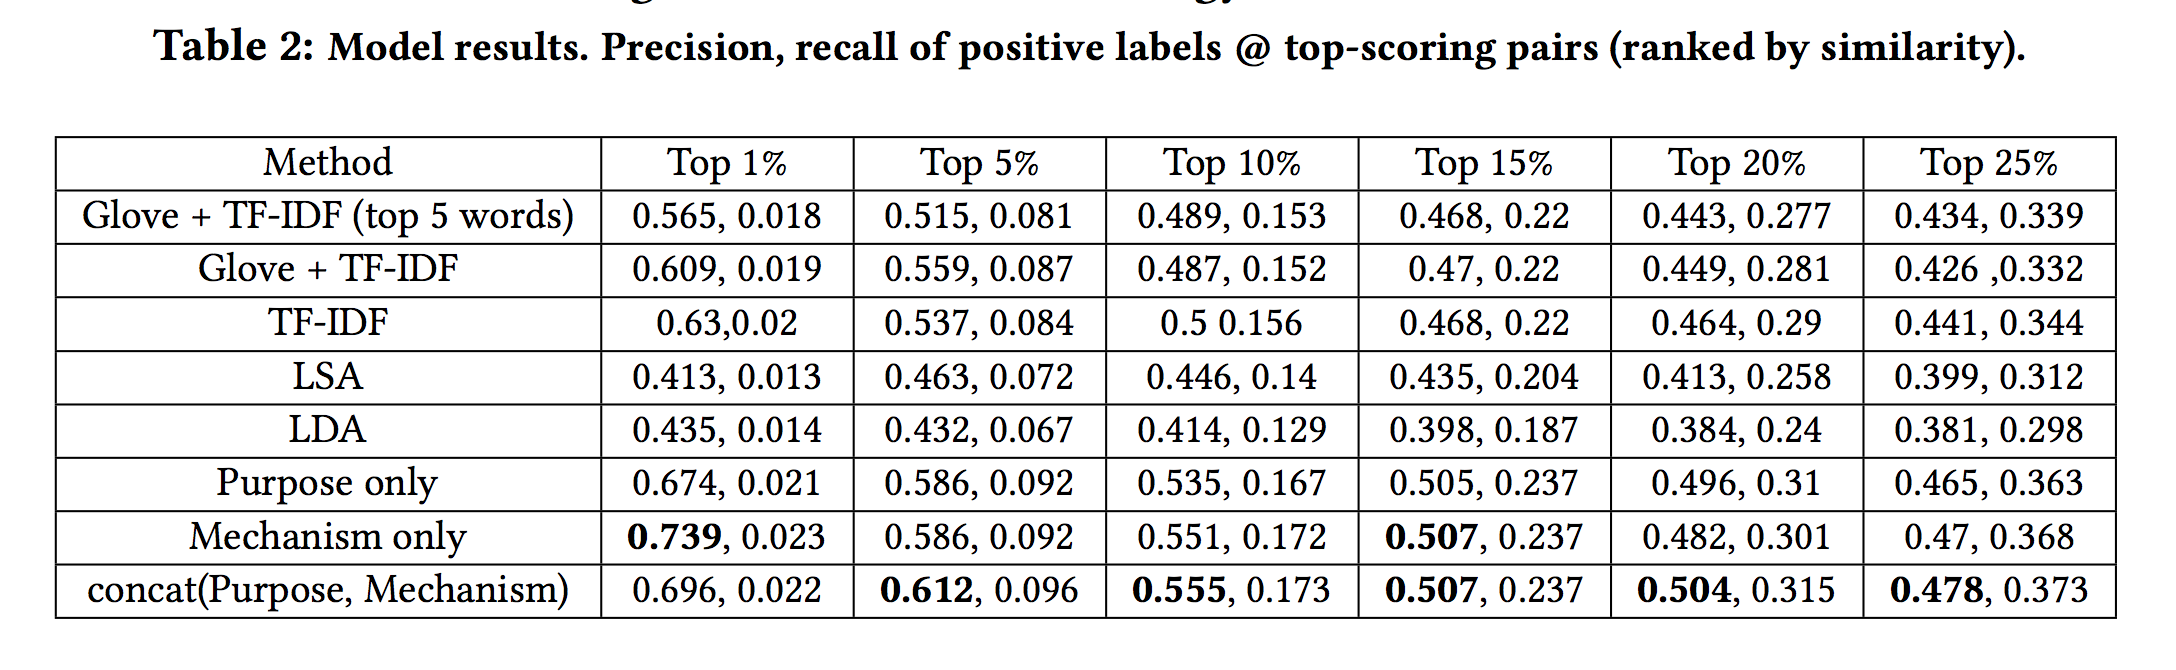 Table 2: Model results. Precision, recall of positive labels @ top-scoring pairs (ranked by similarity).
Method Top 1% Top 5% Top 10% Top 15% Top 20% Top 25%
Glove + TF-IDF (top 5 words) 0.565, 0.018 0.515, 0.081 0.489, 0.153 0.468, 0.22 0.443, 0.277 0.434, 0.339
Glove + TF-IDF 0.609, 0.019 0.559, 0.087 0.487, 0.152 0.47, 0.22 0.449, 0.281 0.426 ,0.332
TF-IDF 0.63,0.02 0.537, 0.084 0.5 0.156 0.468, 0.22 0.464, 0.29 0.441, 0.344
LSA 0.413, 0.013 0.463, 0.072 0.446, 0.14 0.435, 0.204 0.413, 0.258 0.399, 0.312
LDA 0.435, 0.014 0.432, 0.067 0.414, 0.129 0.398, 0.187 0.384, 0.24 0.381, 0.298
Purpose only 0.674, 0.021 0.586, 0.092 0.535, 0.167 0.505, 0.237 0.496, 0.31 0.465, 0.363
Mechanism only 0.739, 0.023 0.586, 0.092 0.551, 0.172 0.507, 0.237 0.482, 0.301 0.47, 0.368
concat(Purpose, Mechanism) 0.696, 0.022 0.612, 0.096 0.555, 0.173 0.507, 0.237 0.504, 0.315 0.478, 0.373